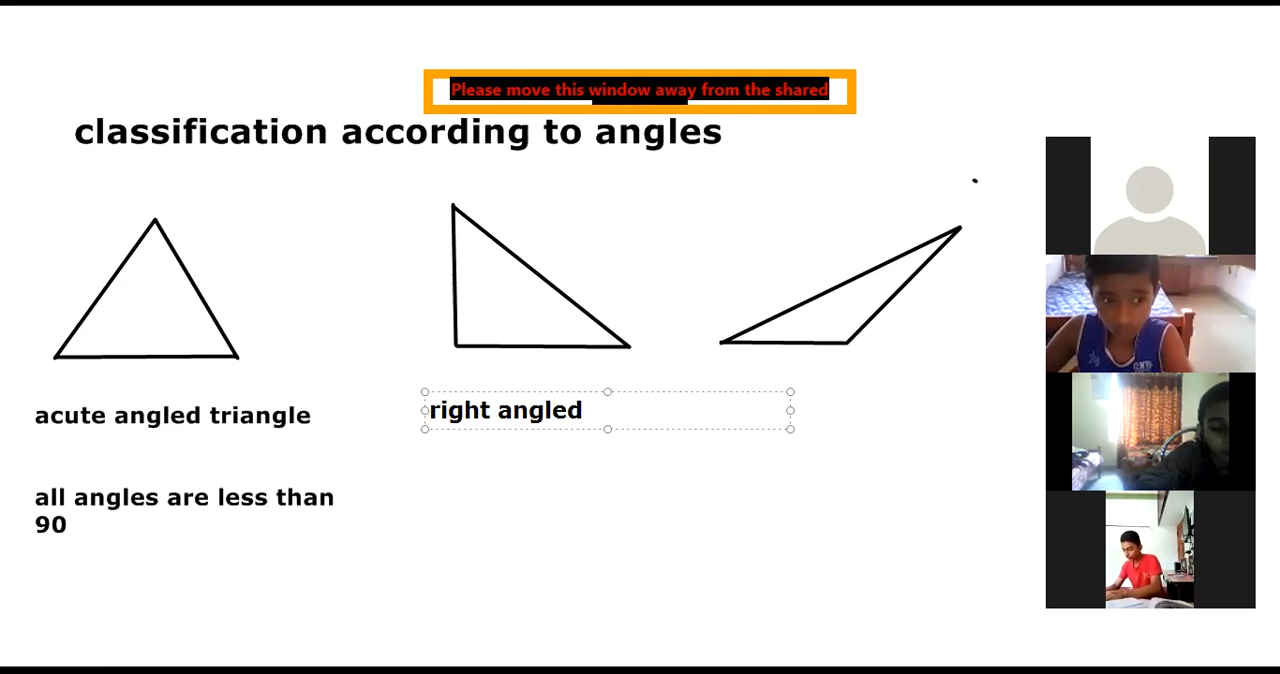 Please move this window away from the shared
classification according to angles
acute angled triangle
right angled
all angles are less than
90